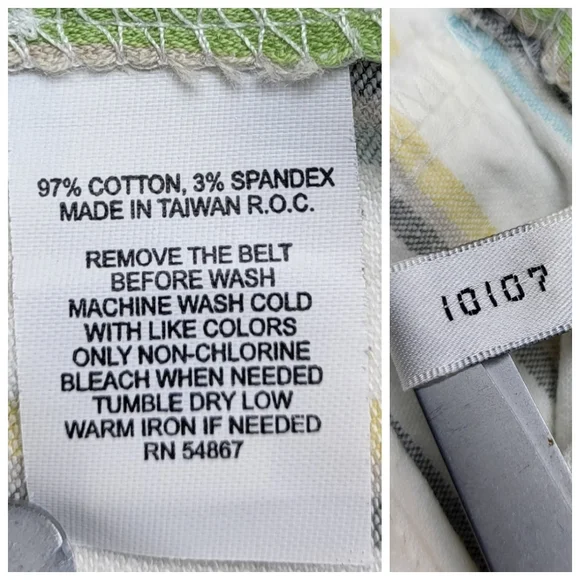 97% COTTON, 3% SPANDEX
MADE IN TAIWAN R.O.C.
REMOVE THE BELT
BEFORE WASH
MACHINE WASH COLD
WITH LIKE COLORS
ONLY NON-CHLORINE
BLEACH WHEN NEEDED
TUMBLE DRY LOW
WARM IRON IF NEEDED
RN 54867
10107